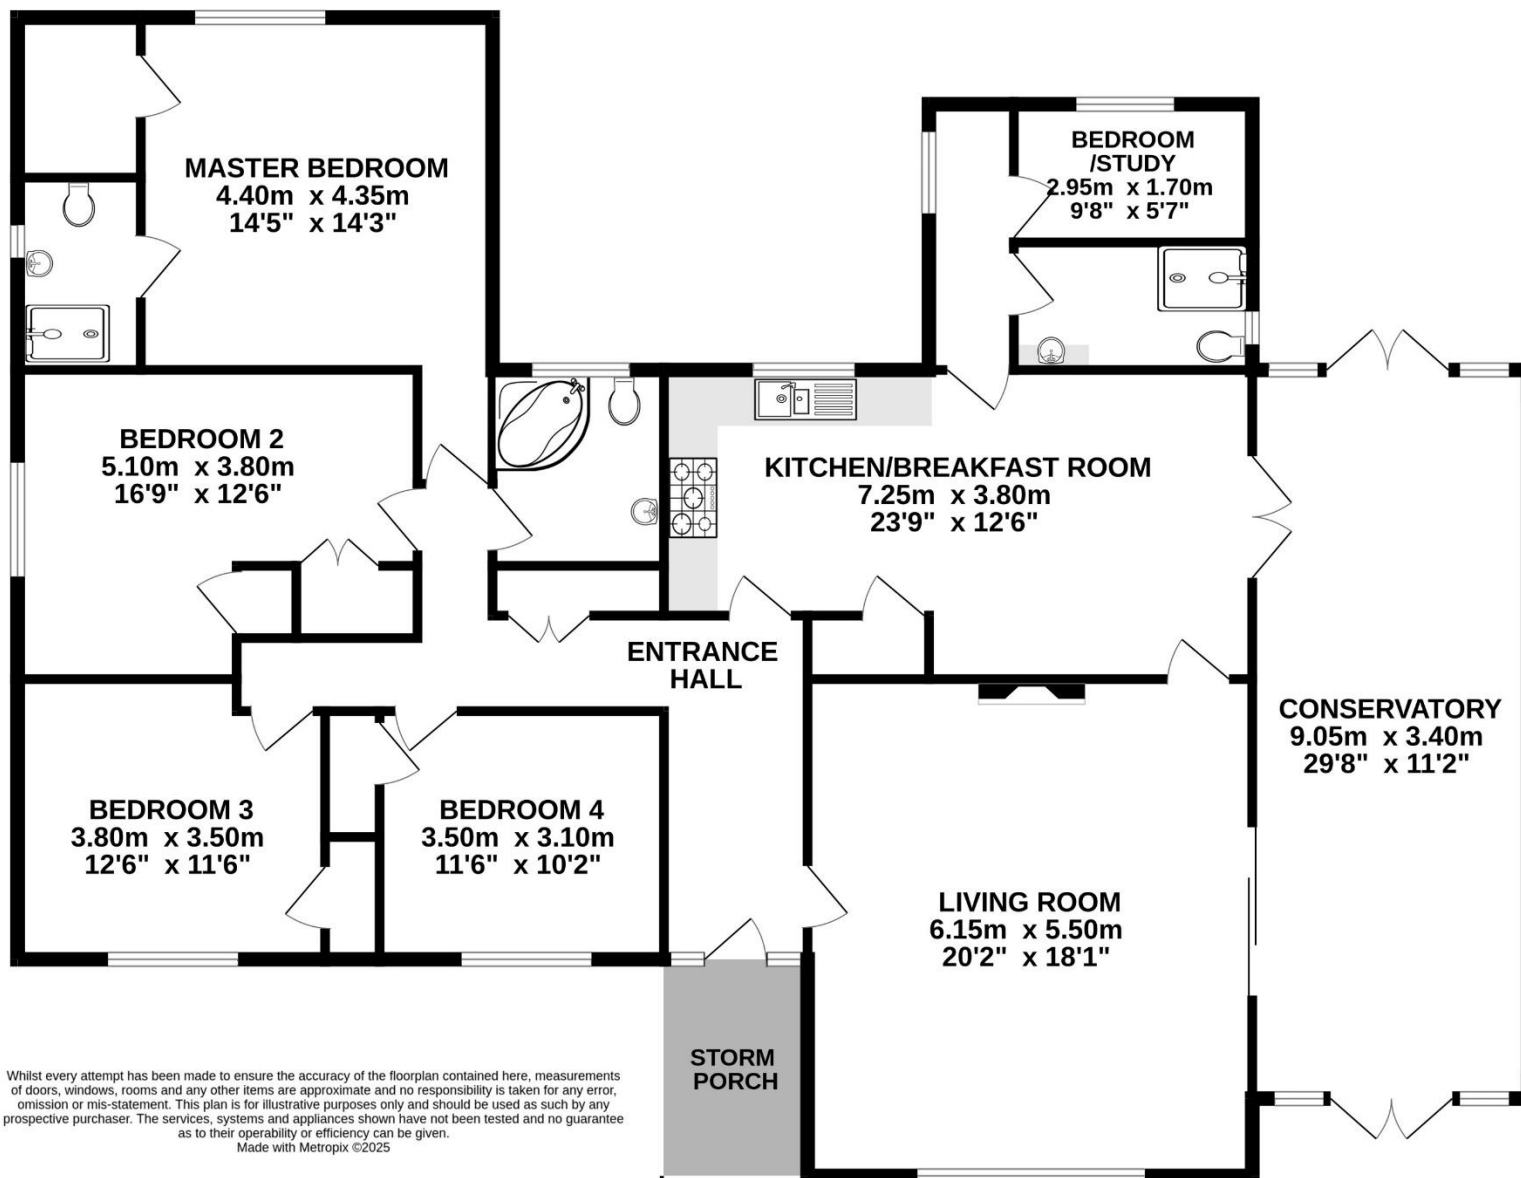 MASTER BEDROOM
4.40m x 4.35m
14'5" x 14'3"
BEDROOM
/STUDY
2.95m x 1.70m
9'8" x 5'7"
BEDROOM 2
5.10m x 3.80m
16'9" x 12'6"
KITCHEN/BREAKFAST ROOM
7.25m x 3.80m
23'9" x 12'6"
ENTRANCE
HALL
CONSERVATORY
9.05m x 3.40m
29'8" x 11'2"
BEDROOM 3
3.80m x 3.50m
12'6" x 11'6"
BEDROOM 4
3.50m x 3.10m
11'6" x 10'2"
LIVING ROOM
6.15m x 5.50m
20'2" x 18'1"
STORM
PORCH
Whilst every attempt has been made to ensure the accuracy of the floorplan contained here, measurements
of doors, windows, rooms and any other items are approximate and no responsibility is taken for any error,
omission or mis-statement. This plan is for illustrative purposes only and should be used as such by any
prospective purchaser. The services, systems and appliances shown have not been tested and no guarantee
as to their operability or efficiency can be given.
Made with Metropix ©2025